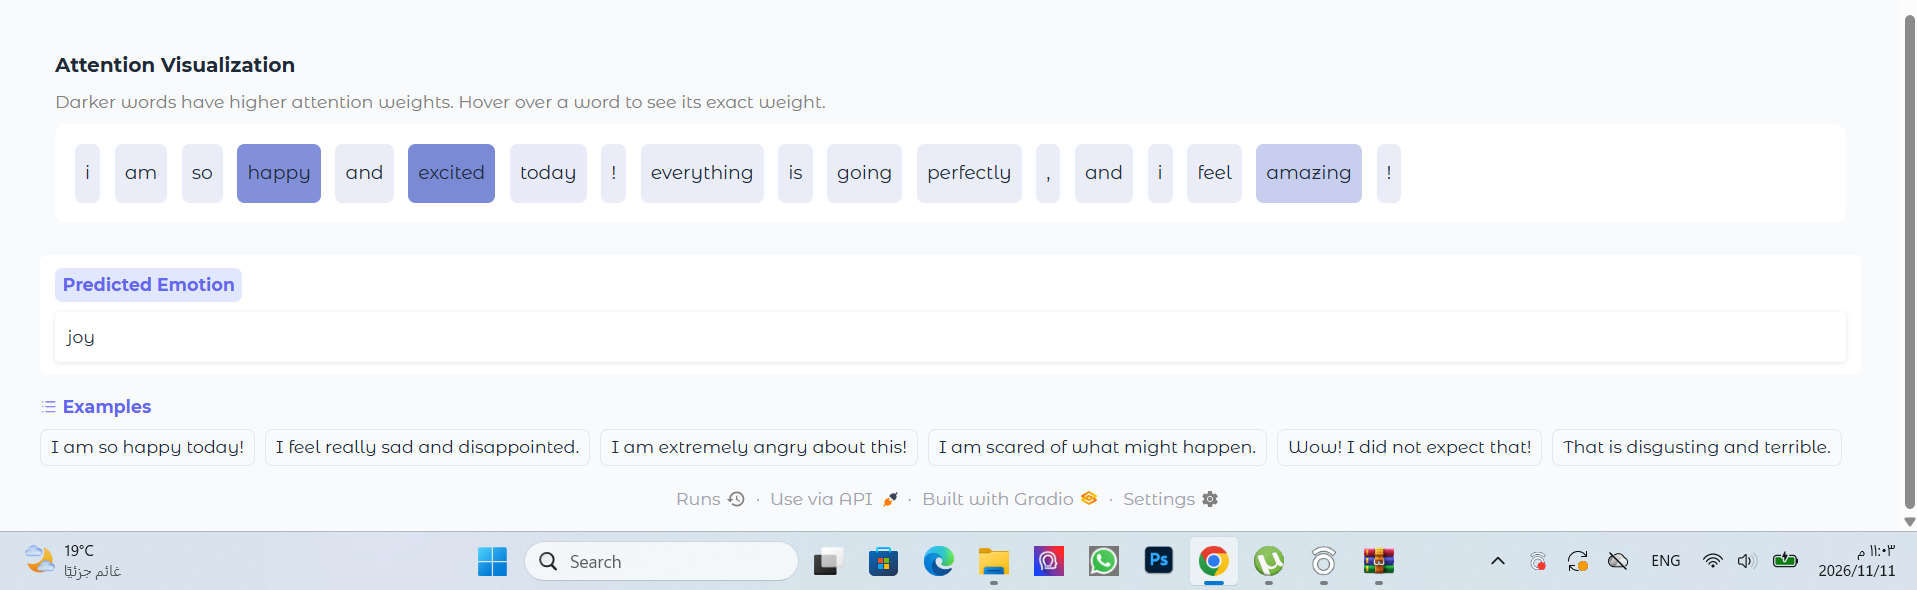 Attention Visualization
Darker words have higher attention weights. Hover over a word to see its exact weight.
i am so happy and excited today ! everything is going perfectly , and i feel amazing !
Predicted Emotion
joy
Examples
I am so happy today! I feel really sad and disappointed. I am extremely angry about this! I am scared of what might happen. Wow! I did not expect that! That is disgusting and terrible.
Runs · Use via API · Built with Gradio · Settings
19°C
غائم جزئيًا
Search
Ps
ENG
١١:٠٣ م
2026/11/11